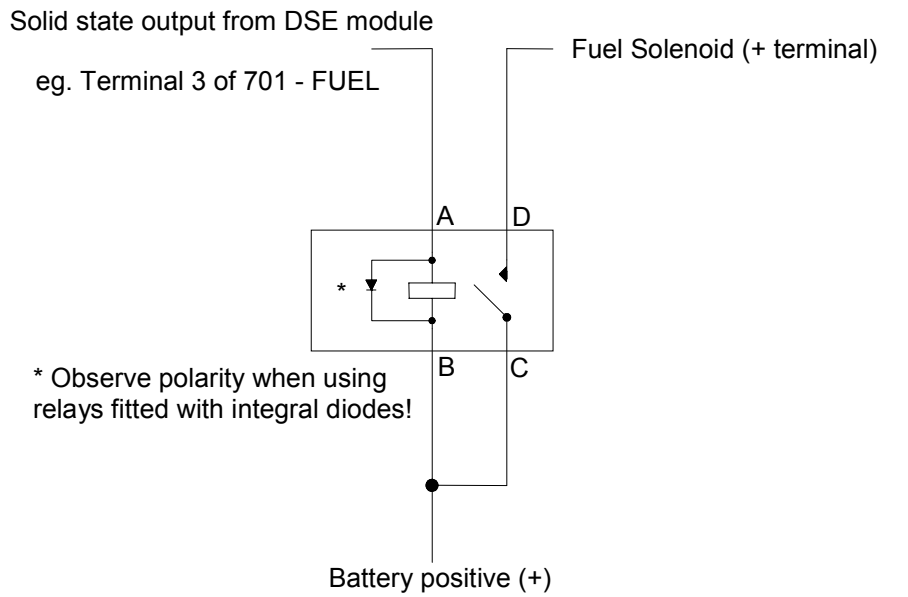 Solid state output from DSE module
eg. Terminal 3 of 701 - FUEL
Fuel Solenoid (+ terminal)
A
D
*
B
C
* Observe polarity when using
relays fitted with integral diodes!
Battery positive (+)